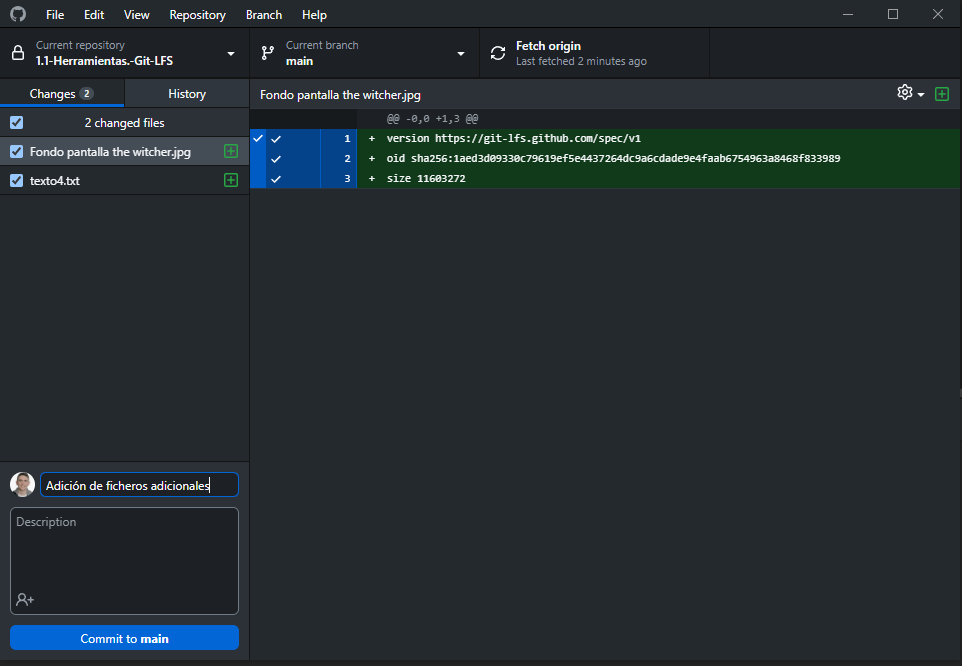 File Edit View Repository Branch Help
Current repository
1.1-Herramientas.-Git-LFS
Current branch
main
Fetch origin
Last fetched 2 minutes ago
Changes 2
History
Fondo pantalla the witcher.jpg
2 changed files
Fondo pantalla the witcher.jpg
texto4.txt
@@ -0,0 +1,3 @@
1 + version https://git-lfs.github.com/spec/v1
2 + oid sha256:1aed3d09330c79619ef5e4437264dc9a6cdade9e4faab6754963a8468f833989
3 + size 11603272
Adición de ficheros adicionales
Description
Commit to main